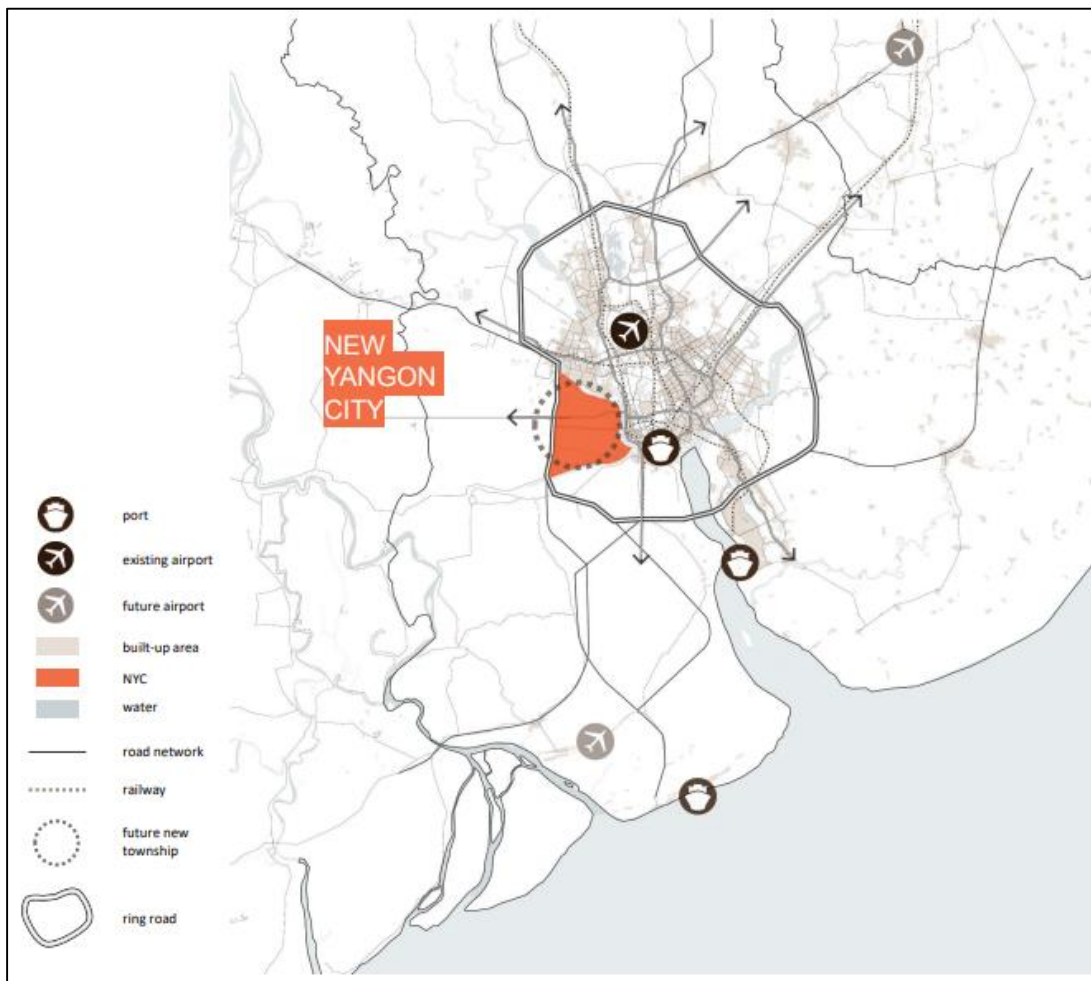 NEW
YANGON
CITY
port
existing airport
future airport
built-up area
NYC
water
road network
railway
future new
township
ring road